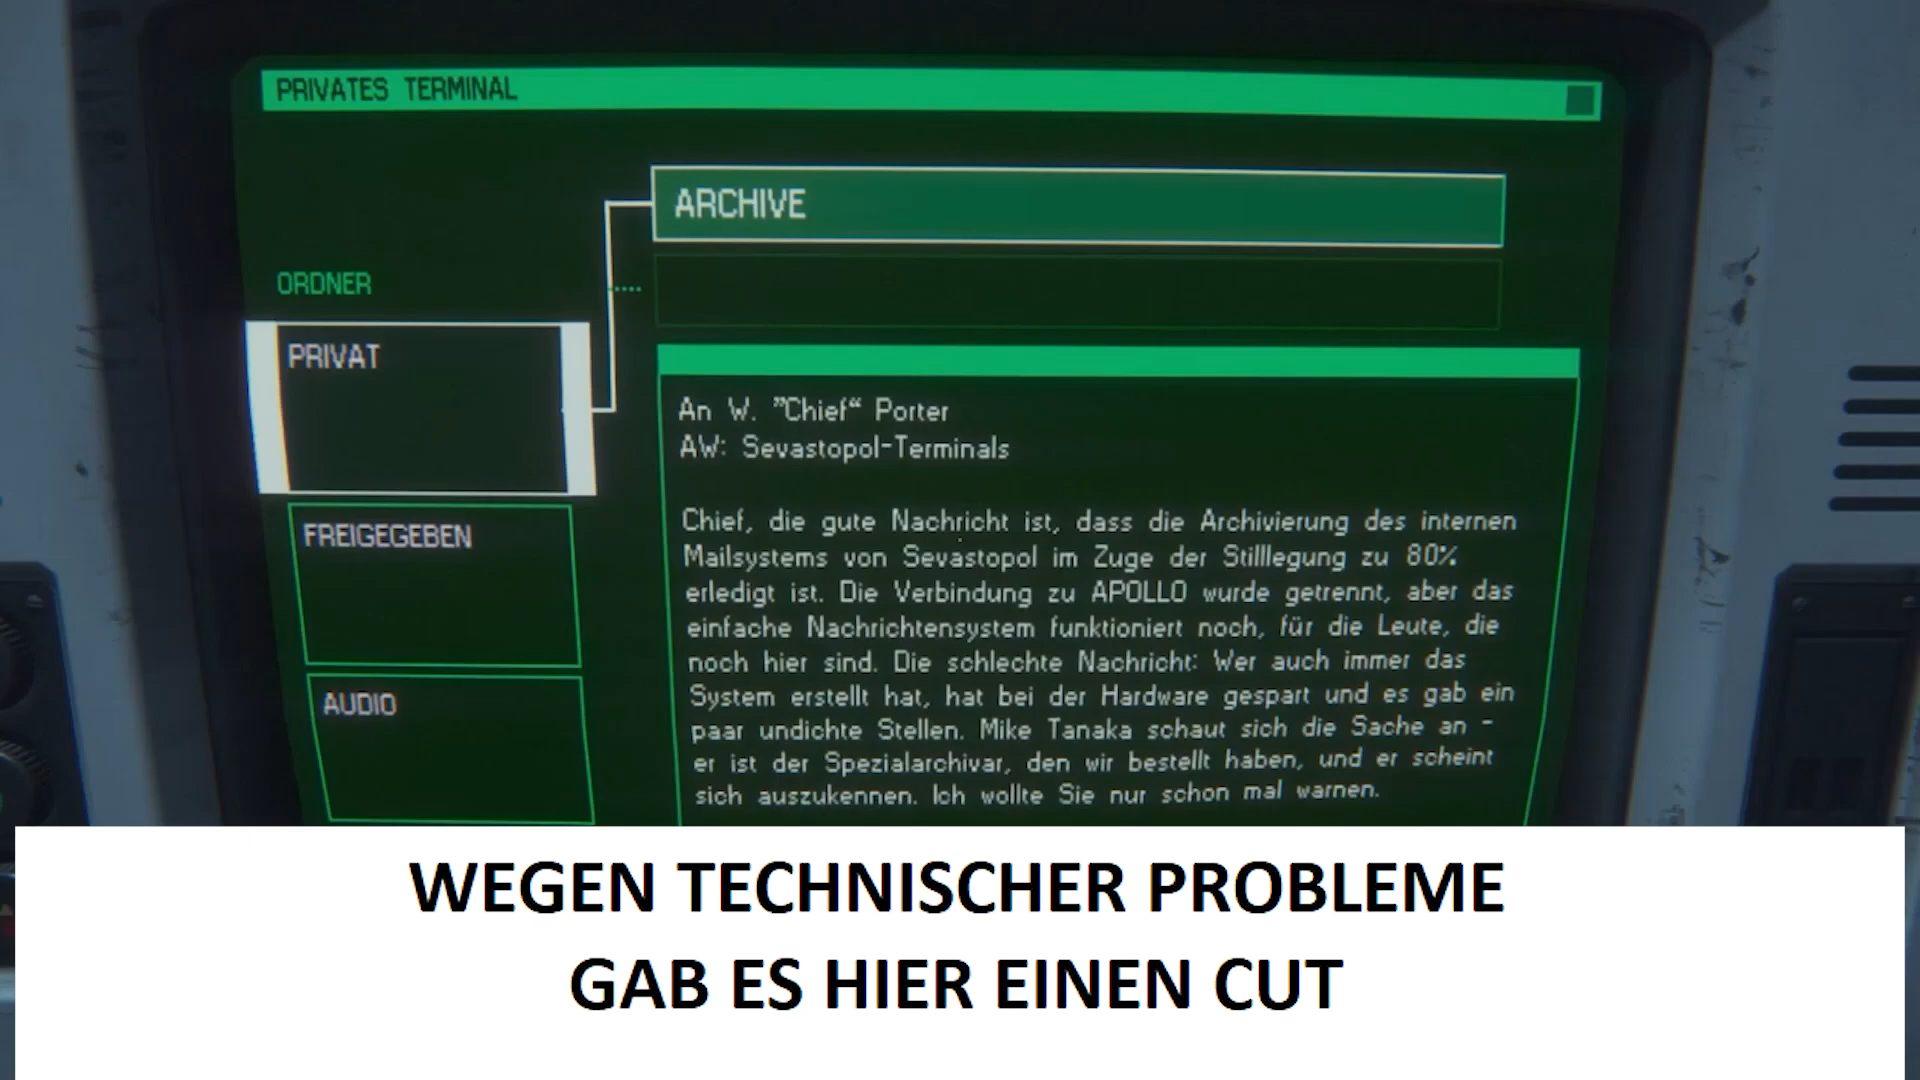 PRIVATES TERMINAL
ARCHIVE
ORDNER
PRIVAT
FREIGEGEBEN
AUDIO
An W. ”Chief“ Porter
AW: Sevastopol-Terminals
Chief, die gute Nachricht ist, dass die Archivierung des internen
Mailsystems von Sevastopol im Zuge der Stilllegung zu 80%
erledigt ist. Die Verbindung zu APOLLO wurde getrennt, aber das
einfache Nachrichtensystem funktioniert noch, für die Leute, die
noch hier sind. Die schlechte Nachricht: Wer auch immer das
System erstellt hat, hat bei der Hardware gespart und es gab ein
paar undichte Stellen. Mike Tanaka schaut sich die Sache an -
er ist der Spezialarchivar, den wir bestellt haben, und er scheint
sich auszukennen. Ich wollte Sie nur schon mal warnen.
WEGEN TECHNISCHER PROBLEME
GAB ES HIER EINEN CUT